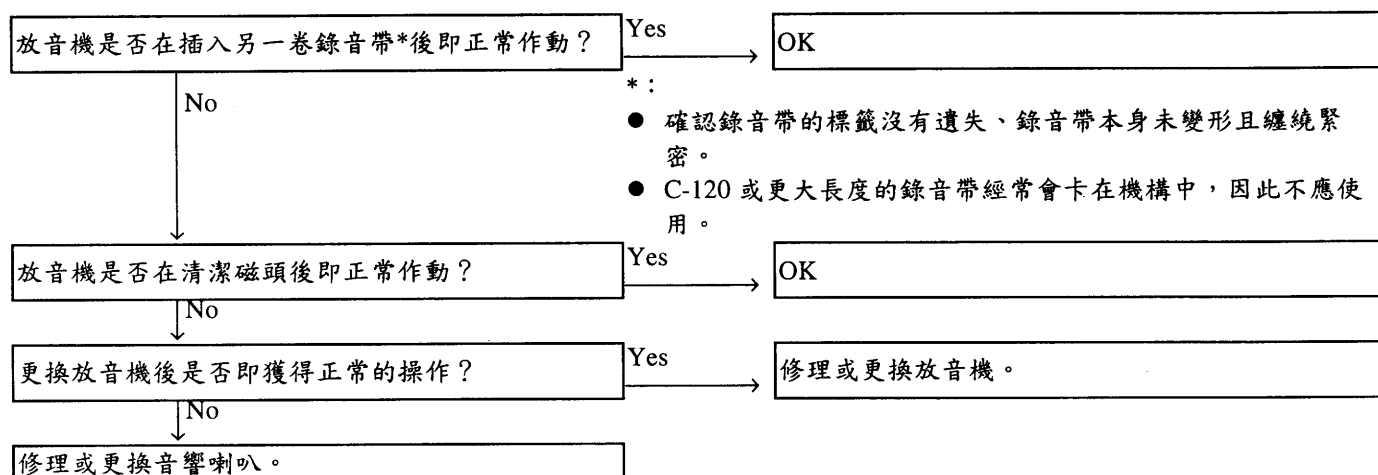 放音機是否在插入另一卷錄音帶*後即正常作動？
Yes
OK
No
*：
● 確認錄音帶的標籤沒有遺失、錄音帶本身未變形且纏繞緊
密。
● C-120 或更大長度的錄音帶經常會卡在機構中，因此不應使
用。
放音機是否在清潔磁頭後即正常作動？
Yes
OK
No
更換放音機後是否即獲得正常的操作？
Yes
修理或更換放音機。
No
修理或更換音響喇叭。